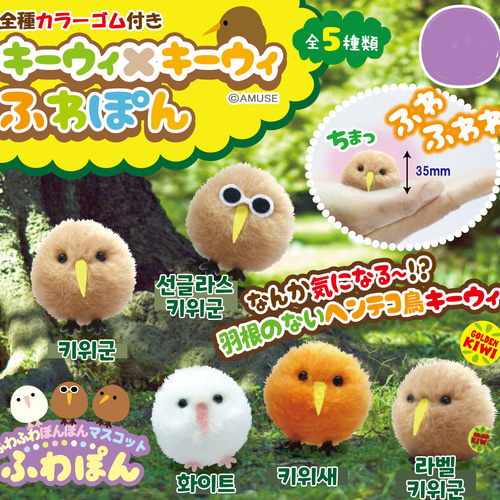 全種カラーゴム付き
キーウィ×キーウィ
ふわぽん
©AMUSE
全5種類
ちまっ
ふわ
ふわわ
35mm
선글라스
키위군
키위군
なんか気になる～!?
羽根のないヘンテコ鳥キーウィ
GOLDEN
KIWI
ふわふわぽんぽんマスコット
ふわぽん
화이트
키위새
라벨
키위군